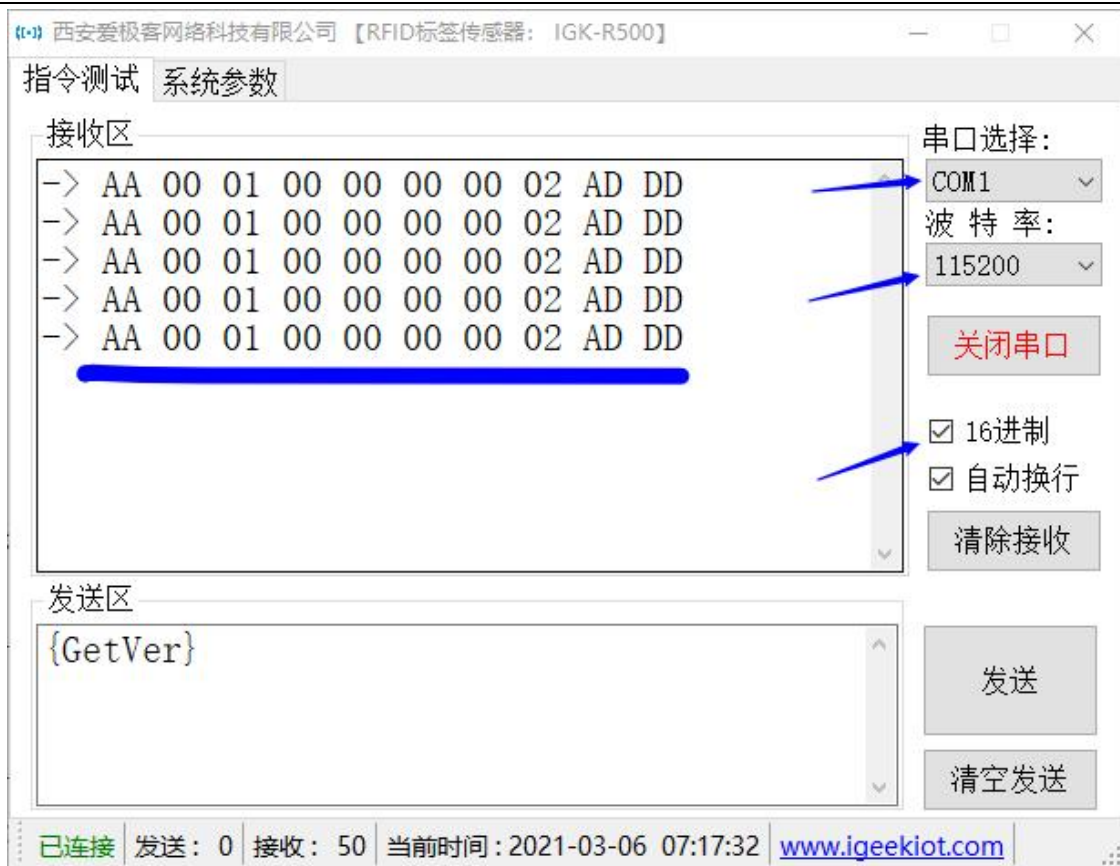 西安爱极客网络科技有限公司 【RFID标签传感器: IGK-R500】
指令测试 系统参数
接收区
-> AA 00 01 00 00 00 00 02 AD DD
-> AA 00 01 00 00 00 00 02 AD DD
-> AA 00 01 00 00 00 00 02 AD DD
-> AA 00 01 00 00 00 00 02 AD DD
-> AA 00 01 00 00 00 00 02 AD DD
串口选择:
COM1
波 特 率:
115200
关闭串口
16进制
自动换行
清除接收
发送区
{GetVer}
发送
清空发送
已连接 发送: 0 接收: 50 当前时间:2021-03-06 07:17:32 www.igeekiot.com